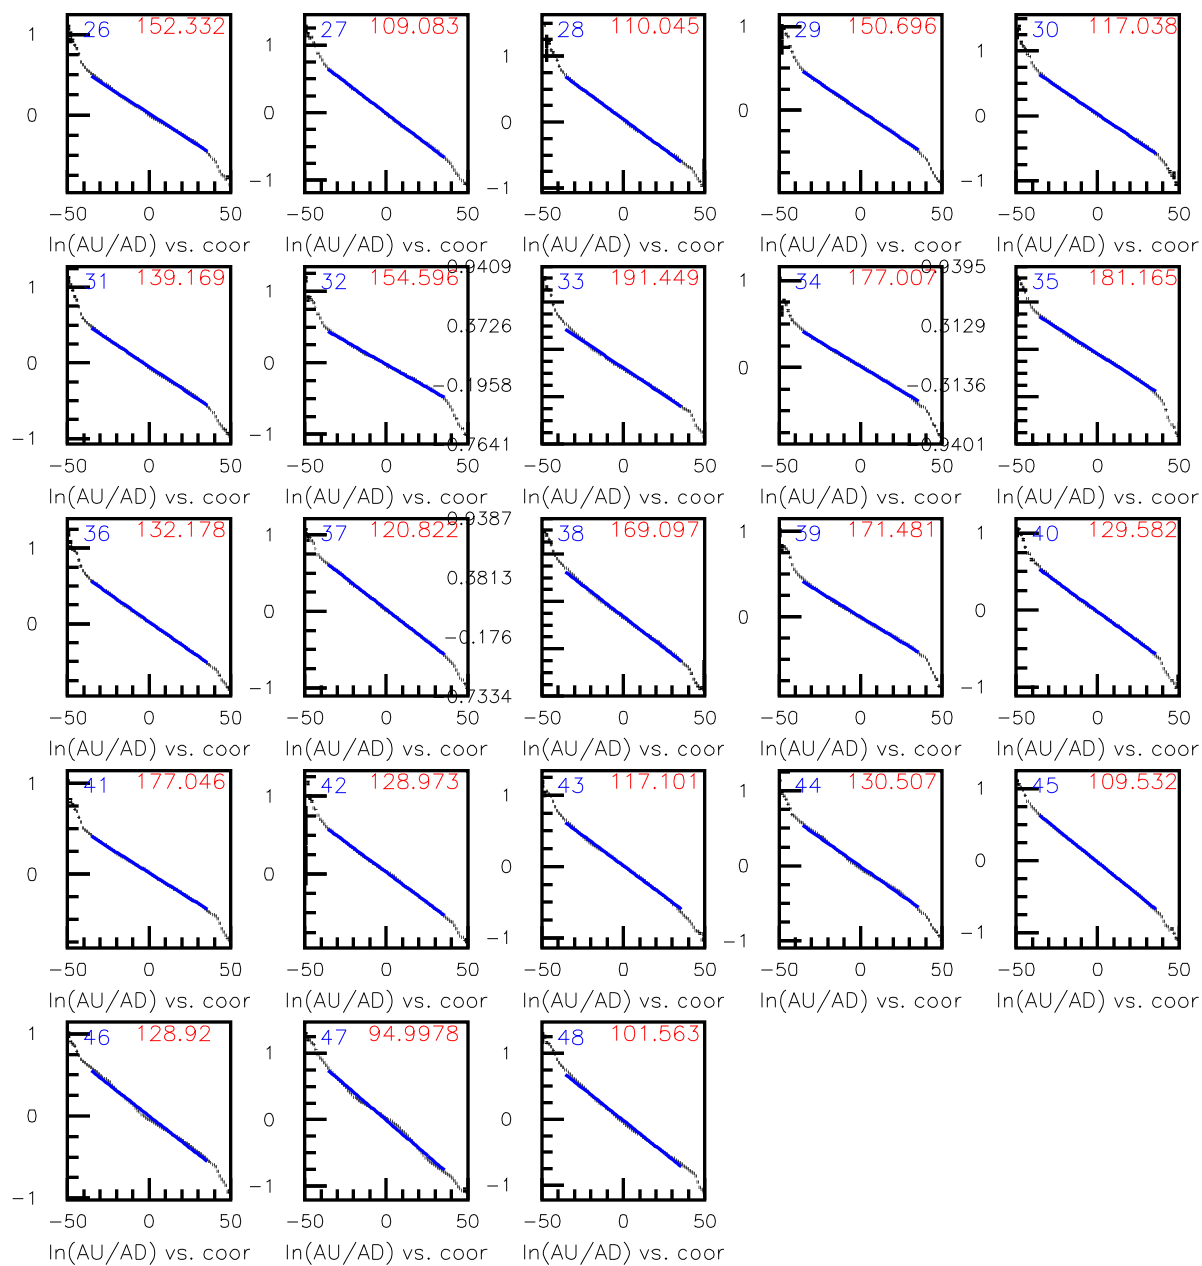 26 152.332
1
0
−50 0 50
ln(AU/AD) vs. coor
27 109.083
1
0
−1
−50 0 50
ln(AU/AD) vs. coor
28 110.045
1
0
−1
−50 0 50
ln(AU/AD) vs. coor
29 150.696
1
0
−50 0 50
ln(AU/AD) vs. coor
30 117.038
1
0
−1
−50 0 50
ln(AU/AD) vs. coor
31 139.169
1
0
−1
−50 0 50
ln(AU/AD) vs. coor
32 154.596
1
0
−1
−50 0 50
ln(AU/AD) vs. coor
33 191.449
0.9409
0.3726
−0.1958
−0.7641
−50 0 50
ln(AU/AD) vs. coor
34 177.007
1
0
−50 0 50
ln(AU/AD) vs. coor
35 181.165
0.9395
0.3129
−0.3136
−0.9401
−50 0 50
ln(AU/AD) vs. coor
36 132.178
1
0
−50 0 50
ln(AU/AD) vs. coor
37 120.822
1
0
−1
−50 0 50
ln(AU/AD) vs. coor
38 169.097
0.9387
0.3813
−0.176
−0.7334
−50 0 50
ln(AU/AD) vs. coor
39 171.481
1
0
−50 0 50
ln(AU/AD) vs. coor
40 129.582
1
0
−1
−50 0 50
ln(AU/AD) vs. coor
41 177.046
1
0
−50 0 50
ln(AU/AD) vs. coor
42 128.973
1
0
−50 0 50
ln(AU/AD) vs. coor
43 117.101
1
0
−1
−50 0 50
ln(AU/AD) vs. coor
44 130.507
1
0
−1
−50 0 50
ln(AU/AD) vs. coor
45 109.532
1
0
−1
−50 0 50
ln(AU/AD) vs. coor
46 128.92
1
0
−1
−50 0 50
ln(AU/AD) vs. coor
47 94.9978
1
0
−1
−50 0 50
ln(AU/AD) vs. coor
48 101.563
1
0
−1
−50 0 50
ln(AU/AD) vs. coor